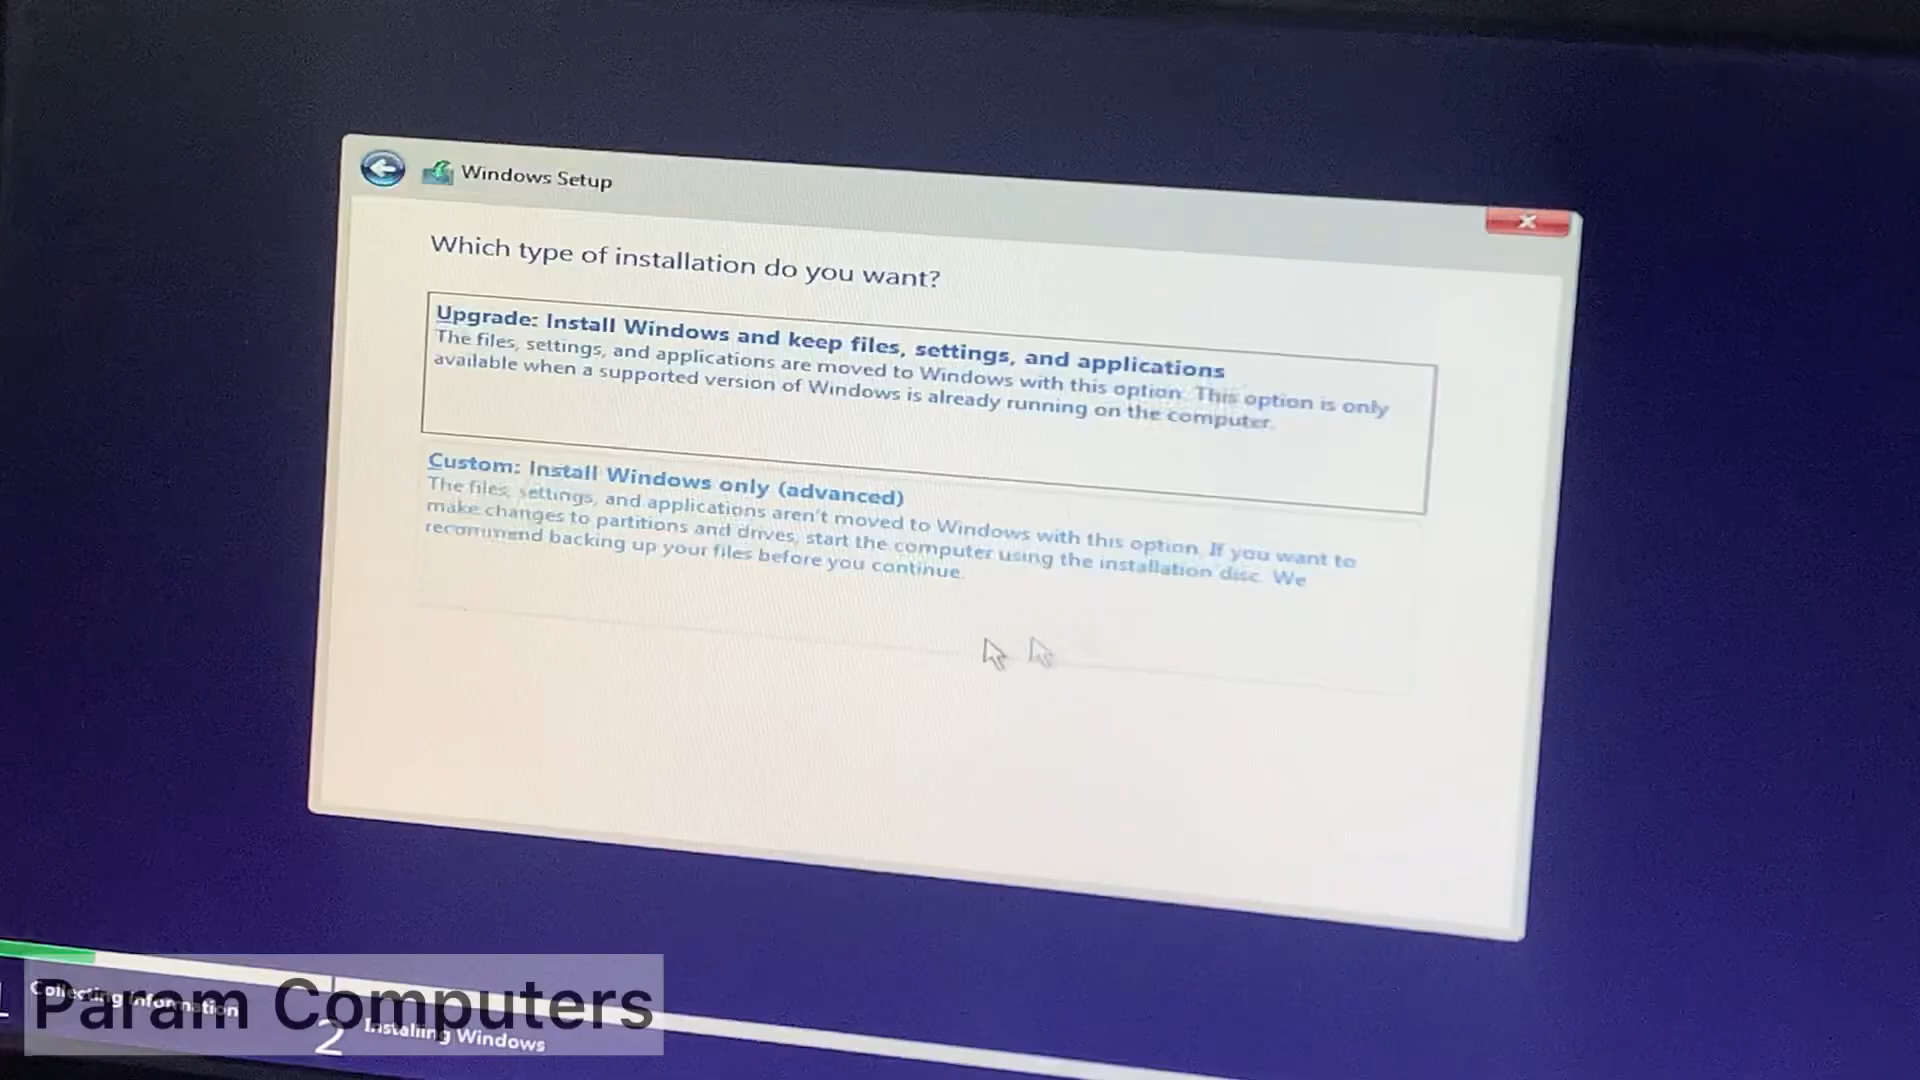 Windows Setup
Which type of installation do you want?
Upgrade: Install Windows and keep files, settings, and applications
The files, settings, and applications are moved to Windows with this option. This option is only
available when a supported version of Windows is already running on the computer.
Custom: Install Windows only (advanced)
The files, settings, and applications aren't moved to Windows with this option. If you want to
make changes to partitions and drives, start the computer using the installation disc. We
recommend backing up your files before you continue.
1 Collecting information
2 Installing Windows
Param Computers